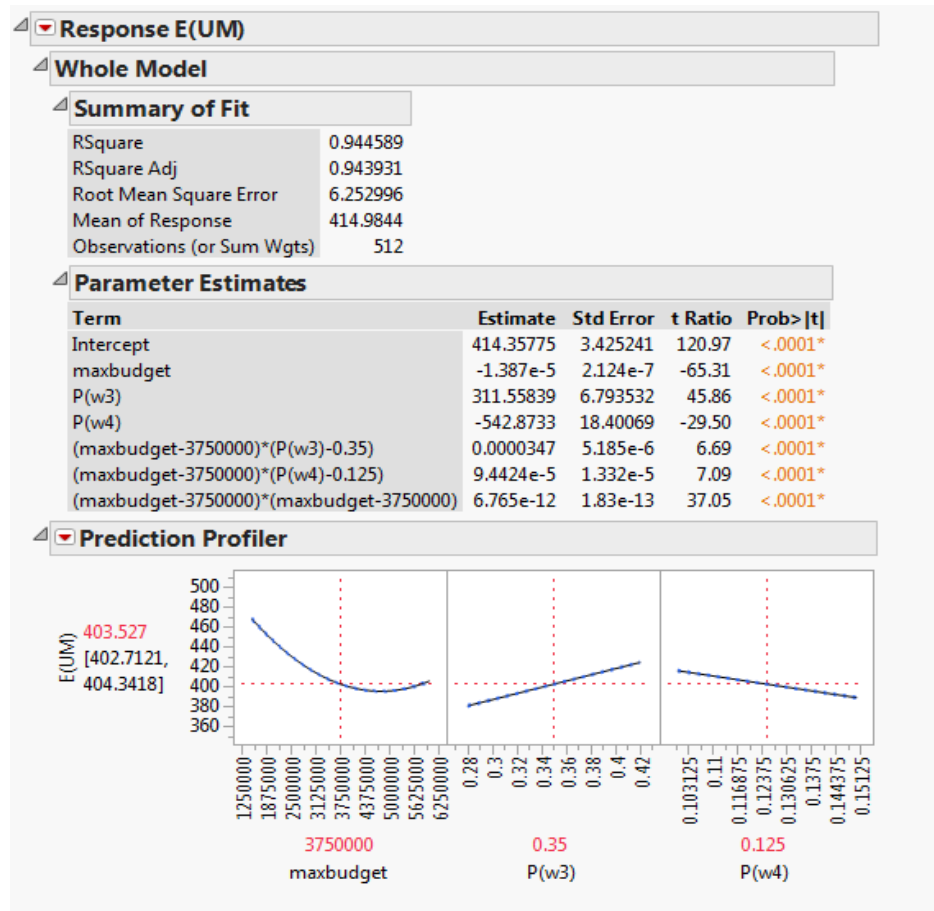 Response E(UM)
Whole Model
Summary of Fit
RSquare 0.944589
RSquare Adj 0.943931
Root Mean Square Error 6.252996
Mean of Response 414.9844
Observations (or Sum Wgts) 512
Parameter Estimates
Term Estimate Std Error t Ratio Prob>|t|
Intercept 414.35775 3.425241 120.97 <.0001*
maxbudget -1.387e-5 2.124e-7 -65.31 <.0001*
P(w3) 311.55839 6.793532 45.86 <.0001*
P(w4) -542.8733 18.40069 -29.50 <.0001*
(maxbudget-3750000)*(P(w3)-0.35) 0.0000347 5.185e-6 6.69 <.0001*
(maxbudget-3750000)*(P(w4)-0.125) 9.4424e-5 1.332e-5 7.09 <.0001*
(maxbudget-3750000)*(maxbudget-3750000) 6.765e-12 1.83e-13 37.05 <.0001*
Prediction Profiler
E(UM)
403.527
[402.7121,
404.3418]
500
480
460
440
420
400
380
360
1250000
1875000
2500000
3125000
3750000
4375000
5000000
5625000
6250000
0.28
0.3
0.32
0.34
0.36
0.38
0.4
0.42
0.103125
0.11
0.116875
0.12375
0.130625
0.1375
0.144375
0.15125
3750000 0.35 0.125
maxbudget P(w3) P(w4)